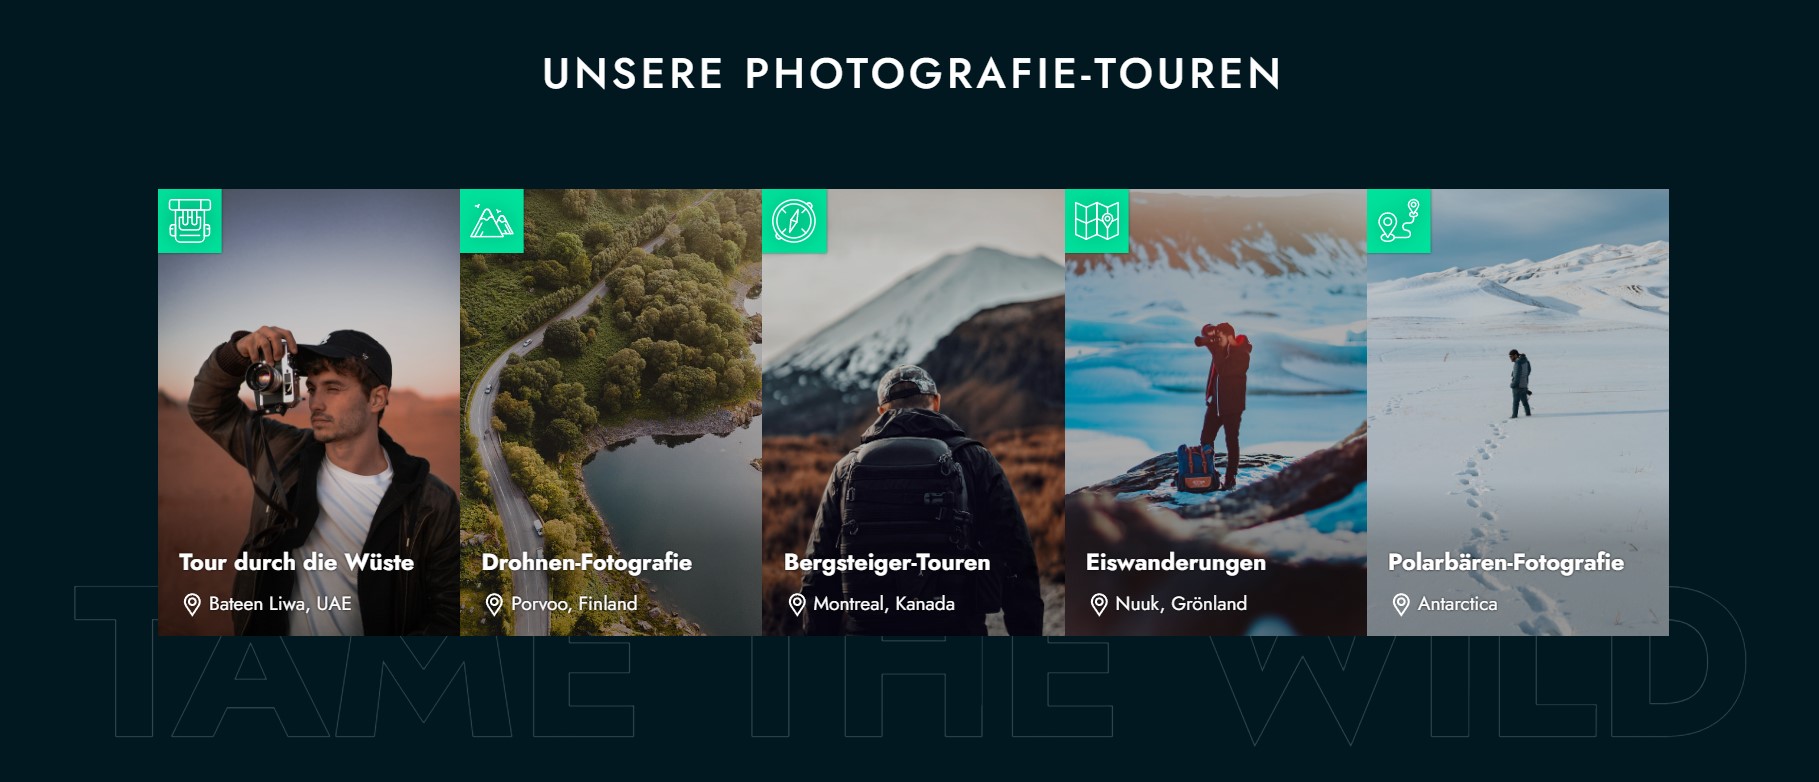 UNSERE PHOTOGRAFIE-TOUREN
Tour durch die Wüste
Bateen Liwa, UAE
Drohnen-Fotografie
Porvoo, Finland
Bergsteiger-Touren
Montreal, Kanada
Eiswanderungen
Nuuk, Grönland
Polarbären-Fotografie
Antarctica
TAME THE WILD